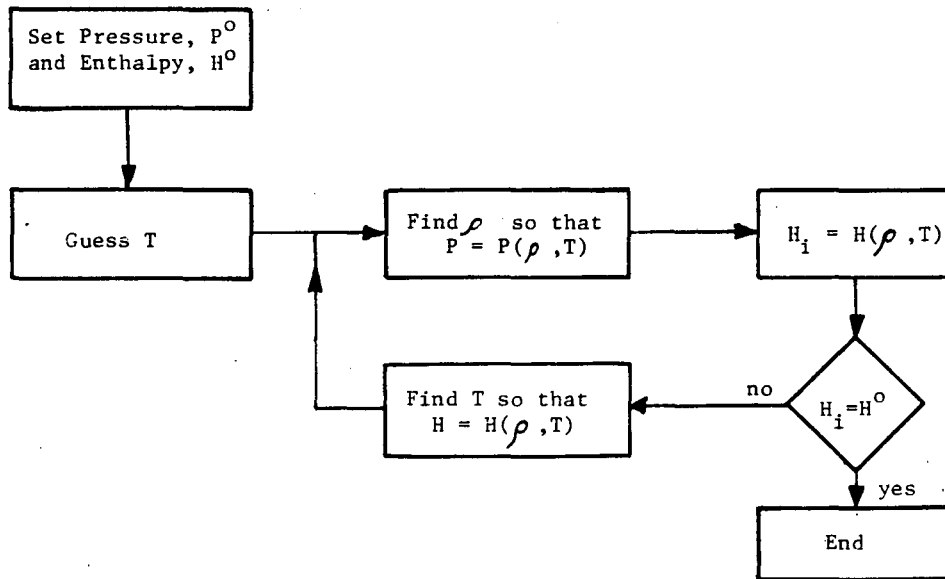 Set Pressure, P^o
and Enthalpy, H^o
Guess T
Find ρ so that
P = P(ρ ,T)
H_i = H(ρ ,T)
Find T so that
H = H(ρ ,T)
no
H_i=H^o
yes
End